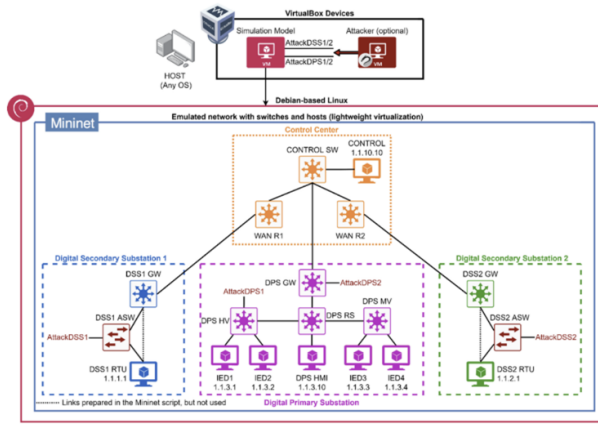 VirtualBox Devices
Simulation Model
Attacker (optional)
AttackDSS1/2
AttackDPS1/2
VM
VM
HOST
(Any OS)
Debian-based Linux
Mininet
Emulated network with switches and hosts (lightweight virtualization)
Control Center
CONTROL SW
CONTROL
1.1.10.10
WAN R1
WAN R2
Digital Secondary Substation 1
DSS1 GW
DSS1 ASW
AttackDSS1
DSS1 RTU
1.1.1.1
DPS GW
AttackDPS2
AttackDPS1
DPS HV
DPS RS
DPS MV
IED1
1.1.3.1
IED2
1.1.3.2
DPS HMI
1.1.3.10
IED3
1.1.3.3
IED4
1.1.3.4
Digital Primary Substation
Digital Secondary Substation 2
DSS2 GW
DSS2 ASW
AttackDSS2
DSS2 RTU
1.1.2.1
Links prepared in the Mininet script, but not used